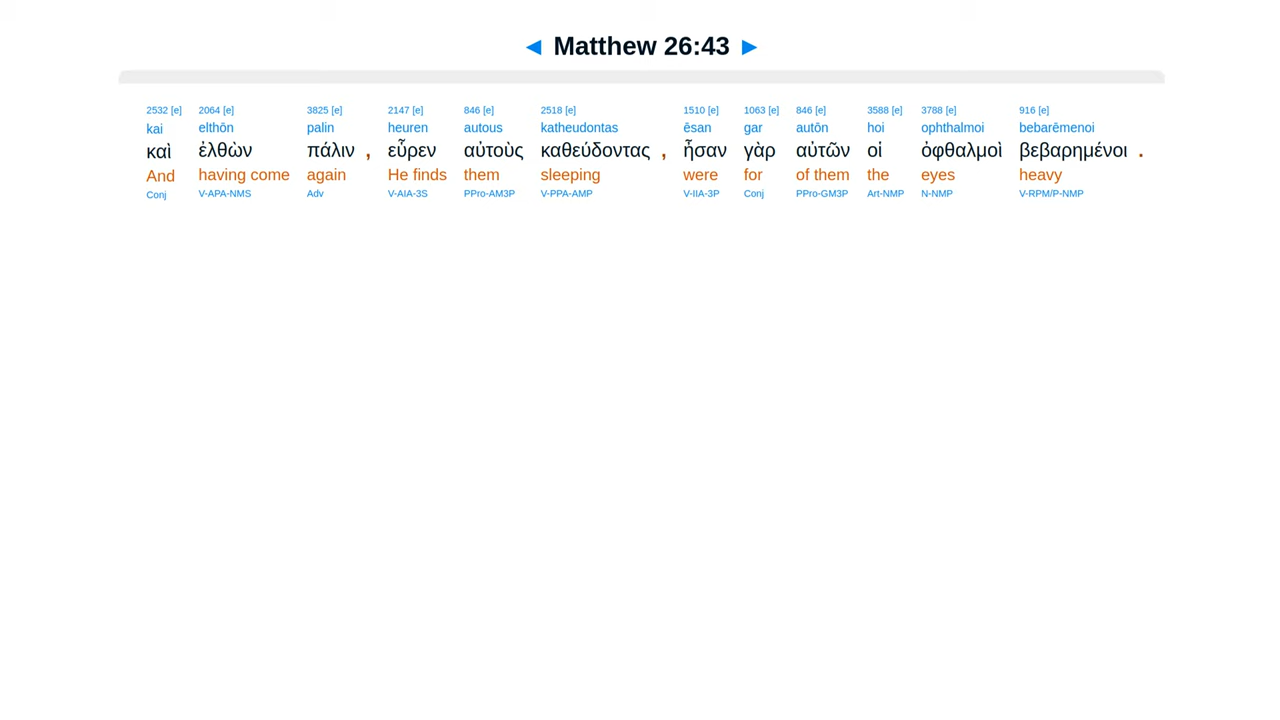 ◄ Matthew 26:43 ►
2532 [e] 2064 [e] 3825 [e] 2147 [e] 846 [e] 2518 [e] 1510 [e] 1063 [e] 846 [e] 3588 [e] 3788 [e] 916 [e]
kai elthōn palin heuren autous katheudontas ēsan gar autōn hoi ophthalmoi bebarēmenoi
καὶ ἐλθὼν πάλιν , εὗρεν αὐτοὺς καθεύδοντας , ἦσαν γὰρ αὐτῶν οἱ ὀφθαλμοὶ βεβαρημένοι .
And having come again He finds them sleeping were for of them the eyes heavy
Conj V-APA-NMS Adv V-AIA-3S PPro-AM3P V-PPA-AMP V-IIA-3P Conj PPro-GM3P Art-NMP N-NMP V-RPM/P-NMP